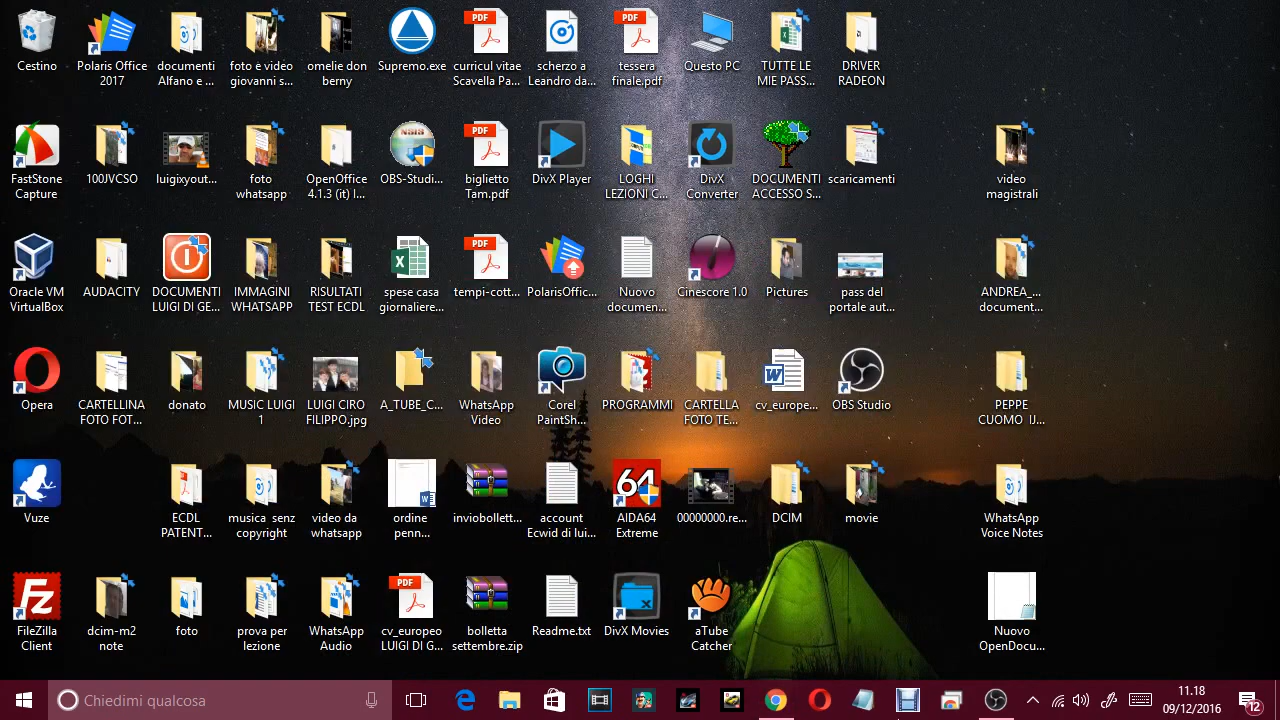 Cestino
Polaris Office
2017
documenti
Alfano e ...
foto e video
giovanni s...
omelie don
berny
Supremo.exe
PDF
curricul vitae
Scavella Pa...
scherzo a
Leandro da...
PDF
tessera
finale.pdf
Questo PC
TUTTE LE
MIE PASS...
DRIVER
RADEON
FastStone
Capture
100JVCSO
luigixyout...
foto
whatsapp
OpenOffice
4.1.3 (it) I...
OBS-Studi...
PDF
biglietto
Tam.pdf
DivX Player
LOGHI
LEZIONI C...
DivX
Converter
DOCUMENTI
ACCESSO S...
scaricamenti
video
magistrali
Oracle VM
VirtualBox
AUDACITY
DOCUMENTI
LUIGI DI GE...
IMMAGINI
WHATSAPP
RISULTATI
TEST ECDL
spese casa
giornaliere...
PDF
tempi-cott...
PolarisOffic...
Nuovo
documen...
Cinescore 1.0
Pictures
pass del
portale aut...
ANDREA_...
document...
Opera
CARTELLINA
FOTO FOT...
donato
MUSIC LUIGI
1
LUIGI CIRO
FILIPPO.jpg
A_TUBE_C...
WhatsApp
Video
Corel
PaintSh...
PROGRAMMI
CARTELLA
FOTO TE...
W
cv_europe...
OBS Studio
PEPPE
CUOMO IJ...
Vuze
ECDL
PATENT...
musica senz
copyright
video da
whatsapp
ordine
penn...
inviobollett...
account
Ecwid di lui...
64
AIDA64
Extreme
00000000.re...
DCIM
movie
WhatsApp
Voice Notes
Fz
FileZilla
Client
dcim-m2
note
foto
prova per
lezione
WhatsApp
Audio
PDF
cv_europeo
LUIGI DI G...
bolletta
settembre.zip
Readme.txt
DivX Movies
aTube
Catcher
Nuovo
OpenDocu...
Chiedimi qualcosa
11.18
09/12/2016
12